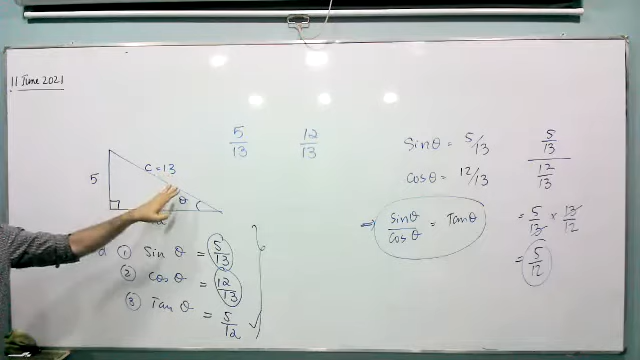 11 June 2021
5
c = 13
θ
5/13
12/13
① Sin θ = 5/13
② cos θ = 12/13
③ Tan θ = 5/12
Sinθ = 5/13
cosθ = 12/13
5/13
12/13
⇒ sinθ/cosθ = Tanθ
= 5/13 × 13/12
= 5/12